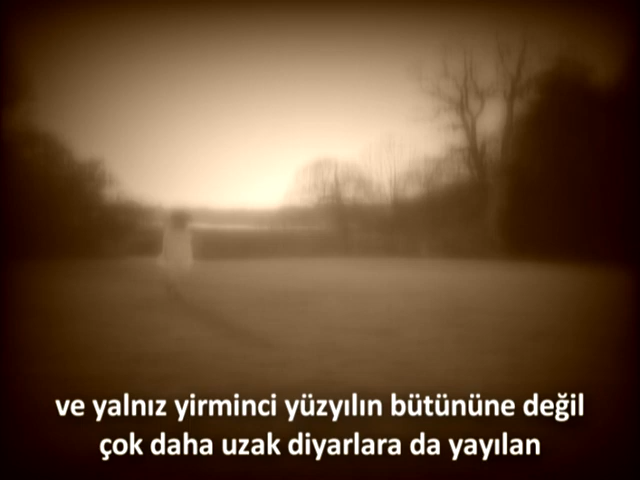 ve yalnız yirminci yüzyılın bütününe değil
çok daha uzak diyarlara da yayılan